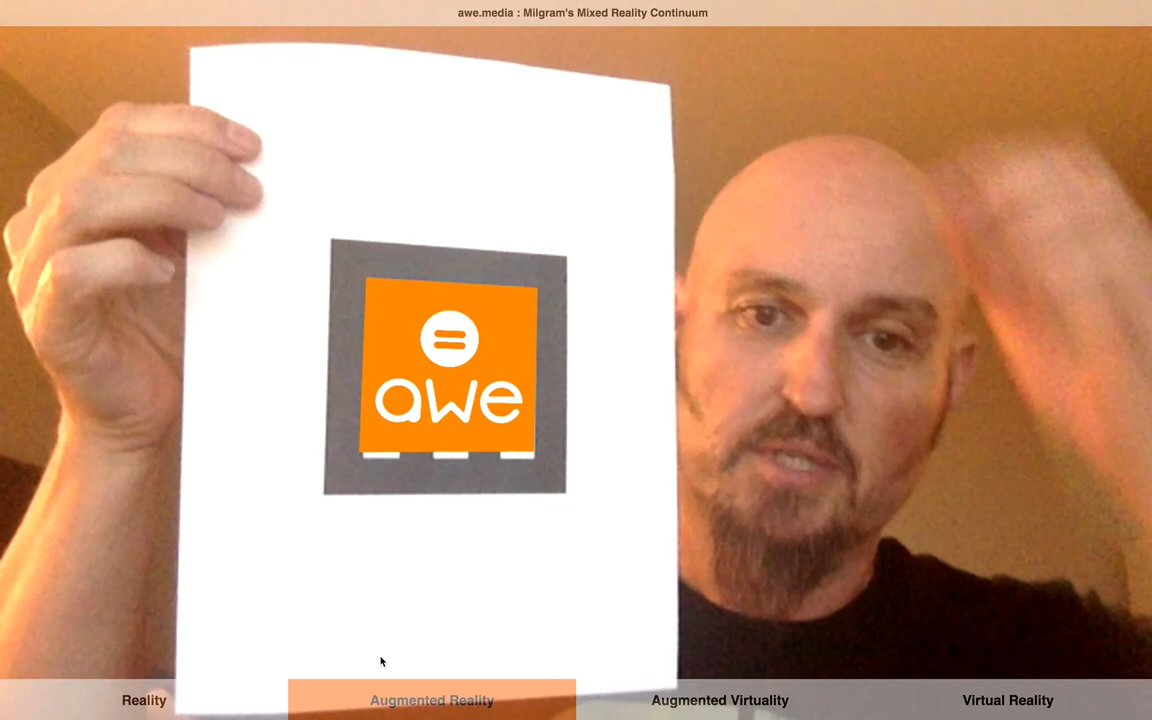 awe.media : Milgram's Mixed Reality Continuum
=
awe
Reality
Augmented Reality
Augmented Virtuality
Virtual Reality